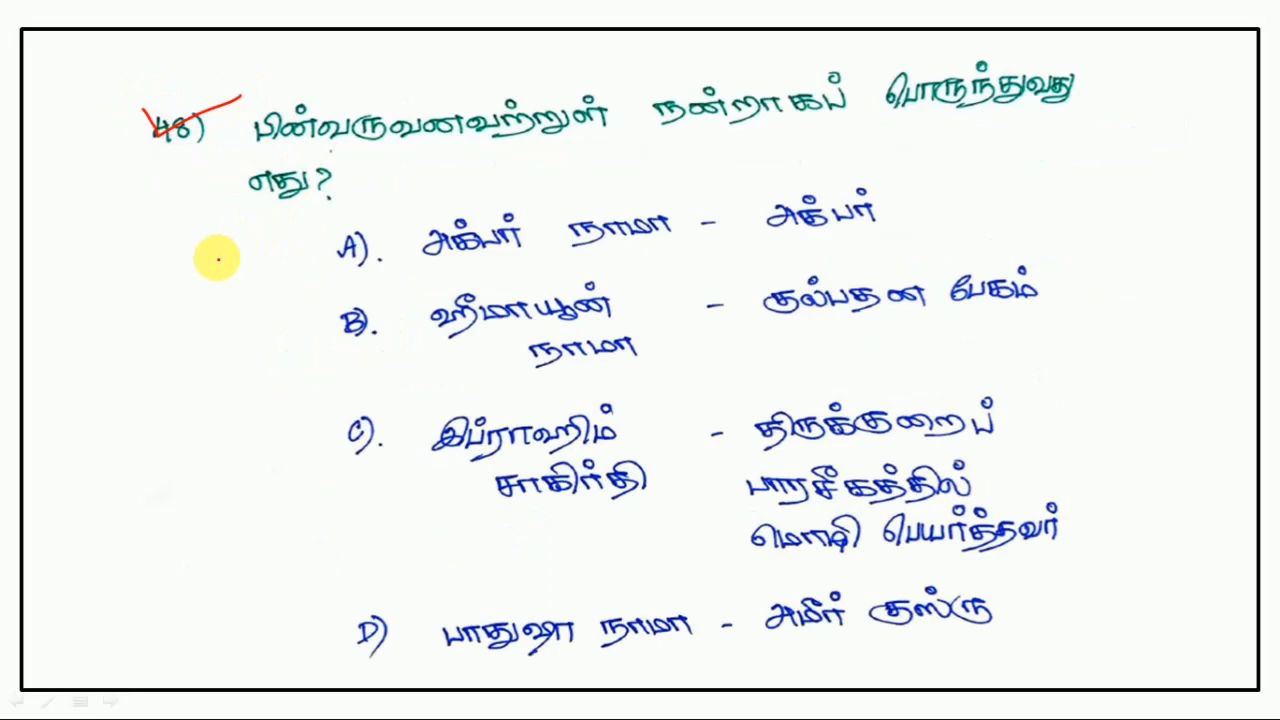 48) பின்வருவனவற்றுள் நன்றாகப் பொருந்துவது
எது?
A). அக்பர் நாமா - அக்பர்
B). ஹீமாயூன் - குல்பதன பேகம்
நாமா
C). இப்ராஹிம் - திருக்குறைப்
சாகிர்தி பாரசீகத்தில்
மொழி பெயர்த்தவர்
D) பாதுஷா நாமா - அமீர் குஸ்ரு